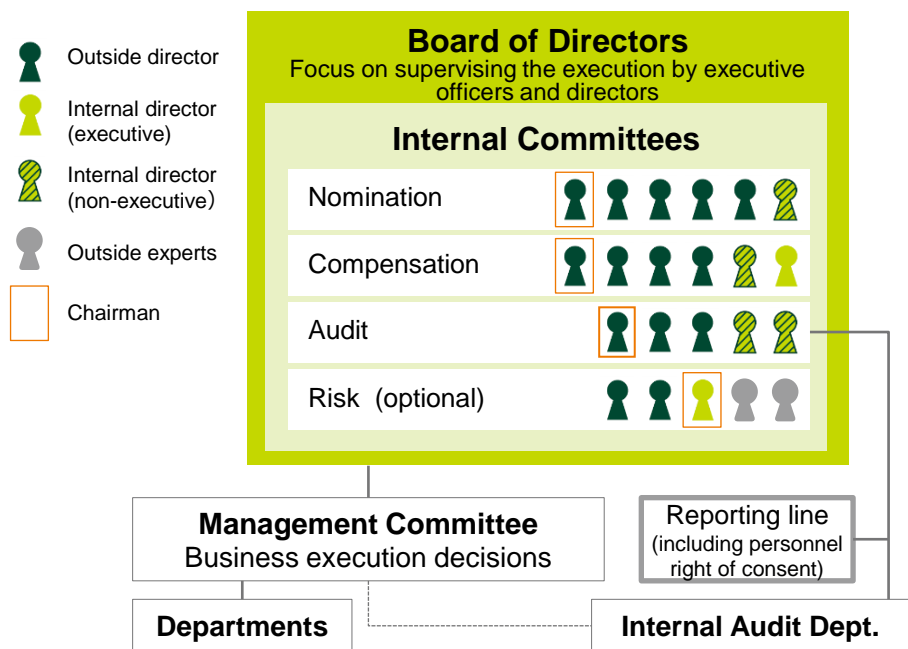 Outside director
Internal director
(executive)
Internal director
(non-executive)
Outside experts
Chairman
Board of Directors
Focus on supervising the execution by executive
officers and directors
Internal Committees
Nomination
Compensation
Audit
Risk (optional)
Management Committee
Business execution decisions
Reporting line
(including personnel
right of consent)
Departments
Internal Audit Dept.